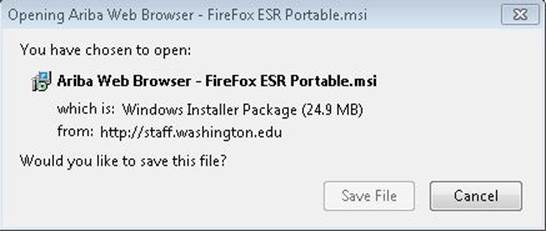 Opening Ariba Web Browser - FireFox ESR Portable.msi
You have chosen to open:
Ariba Web Browser - FireFox ESR Portable.msi
which is: Windows Installer Package (24.9 MB)
from: http://staff.washington.edu
Would you like to save this file?
Save File Cancel